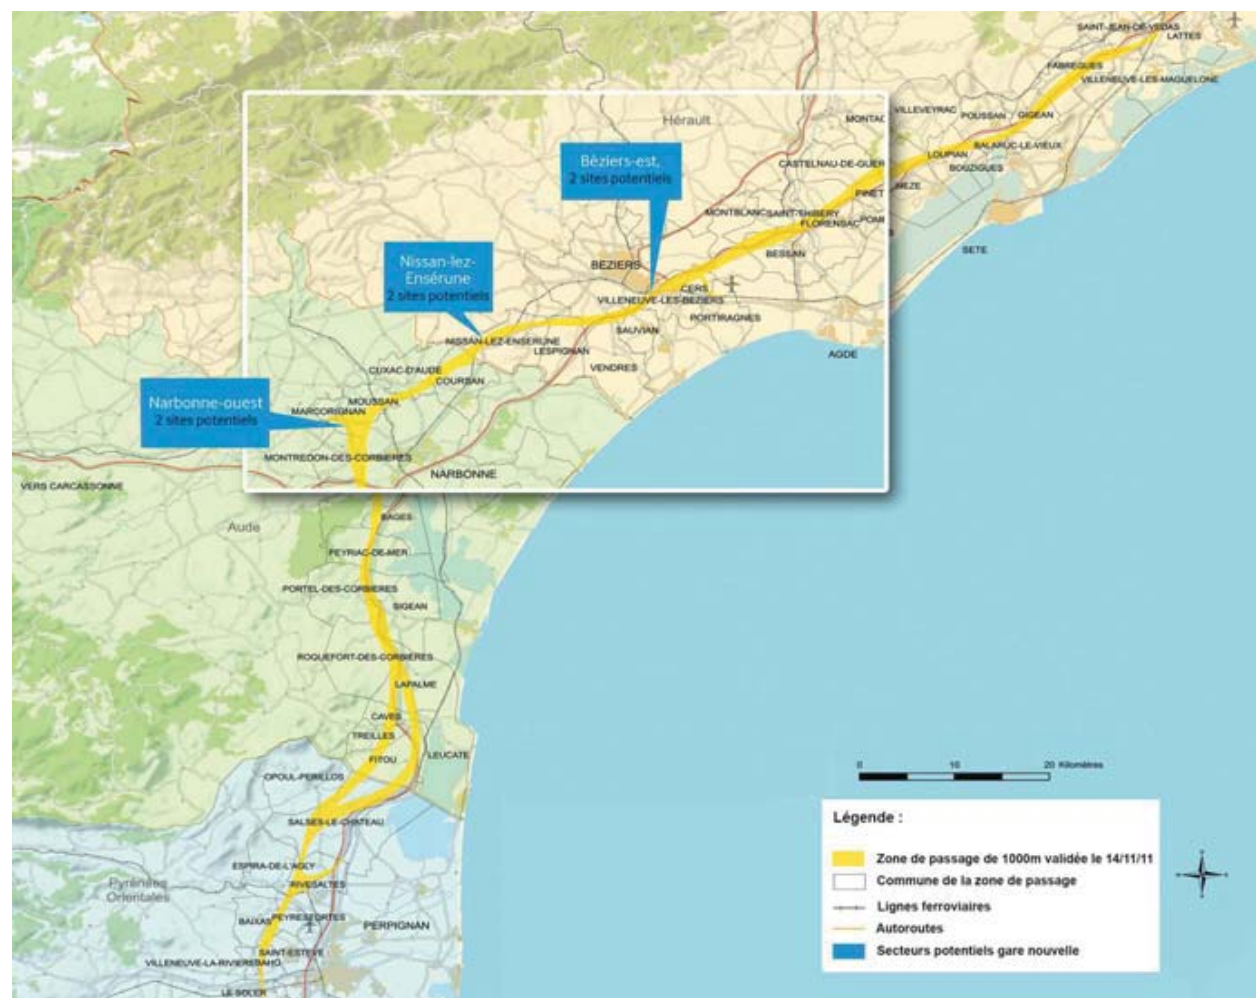 SAINT-JEAN-DE-VEDAS
LATTES
FABREGUES
VILLENEUVE-LES-MAGUELONE
VILLEVEYRAC
POUSSAN
GIGEAN
Hérault
MONTAC
BALARUC-LE-VIEUX
LOUPIAN
BOUZIGUES
CASTELNAU-DE-GUER
Béziers-est,
2 sites potentiels
MEZE
PINET
MONTBLANC
SAINT-THIBERY
FLORENSAC
BESSAN
SETE
Nissan-lez-
Ensérune
2 sites potentiels
BEZIERS
CERS
VILLENEUVE-LES-BEZIERS
PORTIRAGNES
SAUVIAN
NISSAN-LEZ-ENSERUNE
LESPIGNAN
AGDE
VENDRES
CUXAC-D'AUDE
COURSAN
Narbonne-ouest
2 sites potentiels
MOUSSAN
MARCORIGNAN
MONTREDON-DES-CORBIERES
NARBONNE
VERS CARCASSONNE
BAGES
Aude
PEYRIAC-DE-MER
PORTEL-DES-CORBIERES
SIGEAN
ROQUEFORT-DES-CORBIERES
LAPALME
CAVES
TREILLES
FITOU
LEUCATE
OPOUL-PERILLOS
0 10 20 Kilomètres
SALSES-LE-CHATEAU
ESPIRA-DE-L'AGLY
RIVESALTES
Pyrénées
Orientales
BAIXAS
PEYRESTORTES
PERPIGNAN
SAINT-ESTEVE
VILLENEUVE-LA-RIVIERE
BAHO
LE SOLER
Légende :
Zone de passage de 1000m validée le 14/11/11
Commune de la zone de passage
Lignes ferroviaires
Autoroutes
Secteurs potentiels gare nouvelle